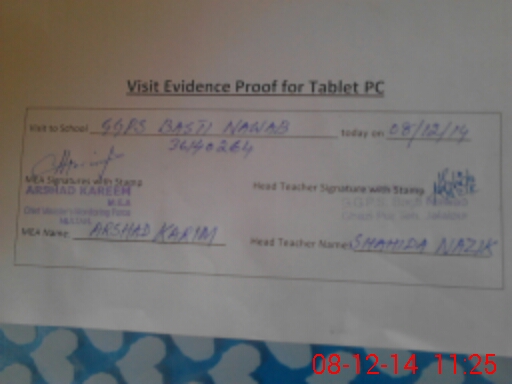 Visit Evidence Proof for Tablet PC
Visit to School GGPS BASTI NAWAB today on 08/12/14
36140264
MEA Signatures with Stamp
Head Teacher Signature with Stamp
ARSHAD KAREEM
M.E.A
MEA Name ARSHAD KARIM
Head Teacher Name SHAHIDA NAZIK
08-12-14 11:25